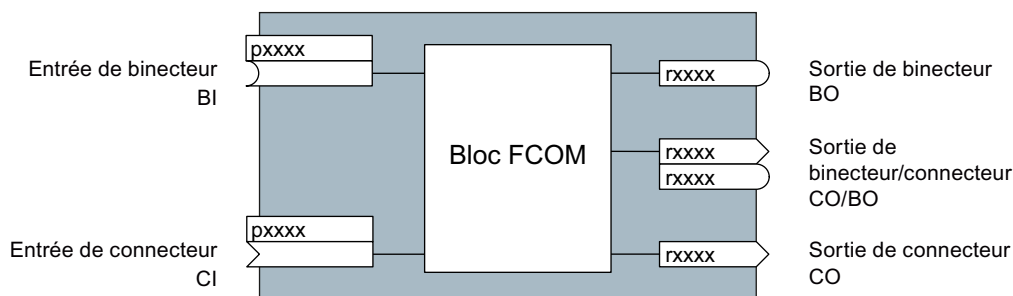 pxxxx
Entrée de binecteur
BI
pxxxx
Entrée de connecteur
CI
Bloc FCOM
rxxxx
Sortie de binecteur
BO
rxxxx
rxxxx
Sortie de
binecteur/connecteur
CO/BO
rxxxx
Sortie de connecteur
CO